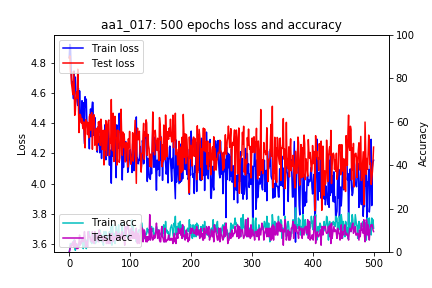 aa1_017: 500 epochs loss and accuracy
Train loss
Test loss
Train acc
Test acc
Loss
4.8
4.6
4.4
4.2
4.0
3.8
3.6
Accuracy
100
80
60
40
20
0
0 100 200 300 400 500